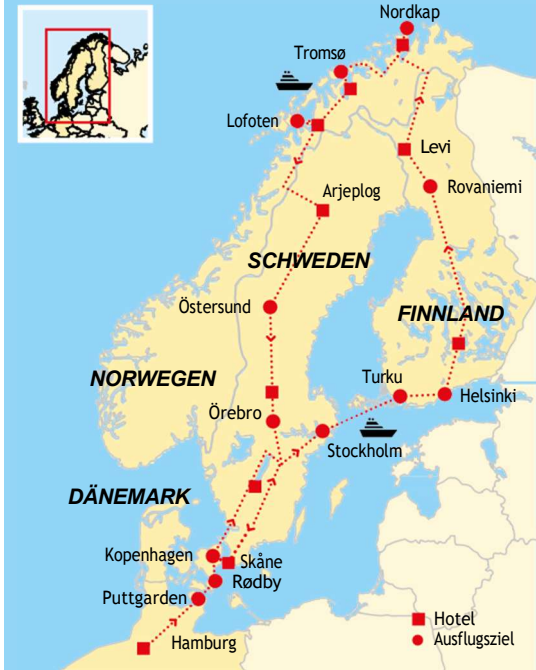 Nordkap
Tromsø
Lofoten
Levi
Rovaniemi
Arjeplog
SCHWEDEN
Östersund
FINNLAND
NORWEGEN
Turku
Helsinki
Örebro
Stockholm
DÄNEMARK
Kopenhagen
Skåne
Rødby
Puttgarden
Hamburg
Hotel
Ausflugsziel